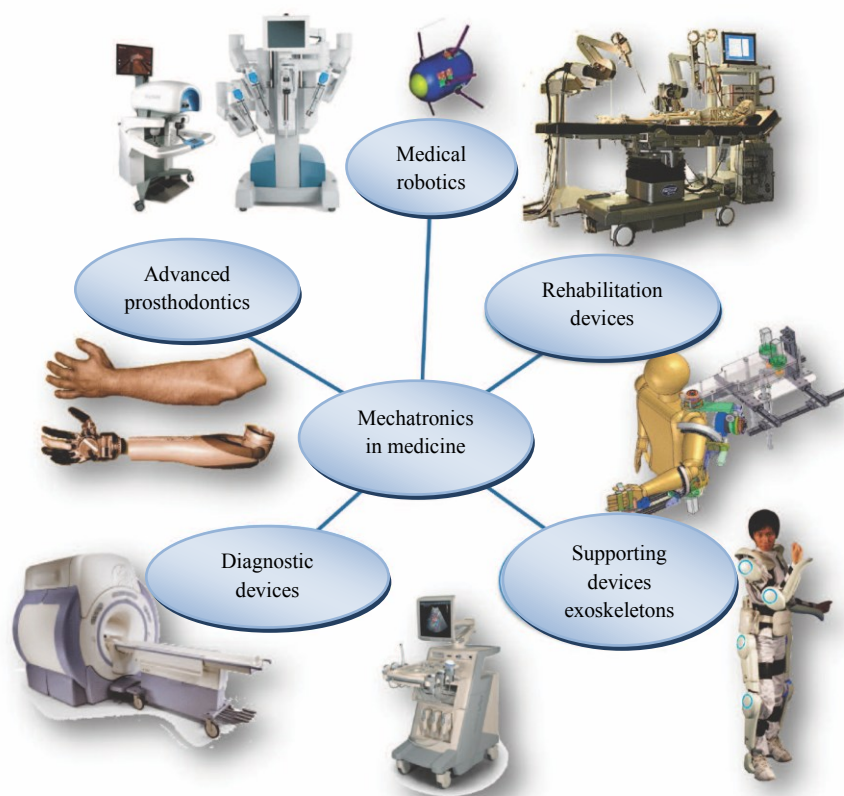 Medical
robotics
Advanced
prosthodontics
Rehabilitation
devices
Mechatronics
in medicine
Diagnostic
devices
Supporting
devices
exoskeletons